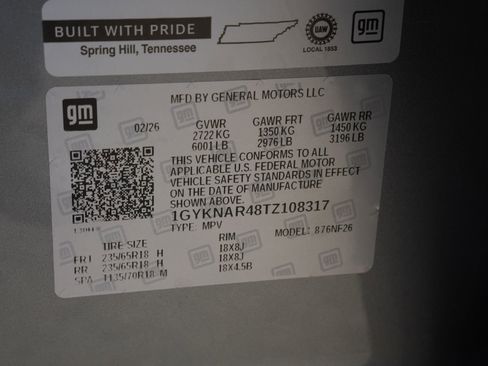 BUILT WITH PRIDE
Spring Hill, Tennessee
UAW
LOCAL 1853
gm
gm
MFD BY GENERAL MOTORS LLC
02/26 GVWR GAWR FRT GAWR RR
2722 KG 1350 KG 1450 KG
6001 LB 2976 LB 3196 LB
THIS VEHICLE CONFORMS TO ALL
APPLICABLE U.S. FEDERAL MOTOR
VEHICLE SAFETY STANDARDS IN EFFECT
ON THE DATE OF MANUFACTURE
SHOWN ABOVE.
1GYKNAR48TZ108317
TYPE: MPV MODEL: 876NF26
TIRE SIZE RIM
FRT 235/65R18 H 18X8J
RR 235/65R18 H 18X8J
SPA T135/70R18 M 18X4.5B